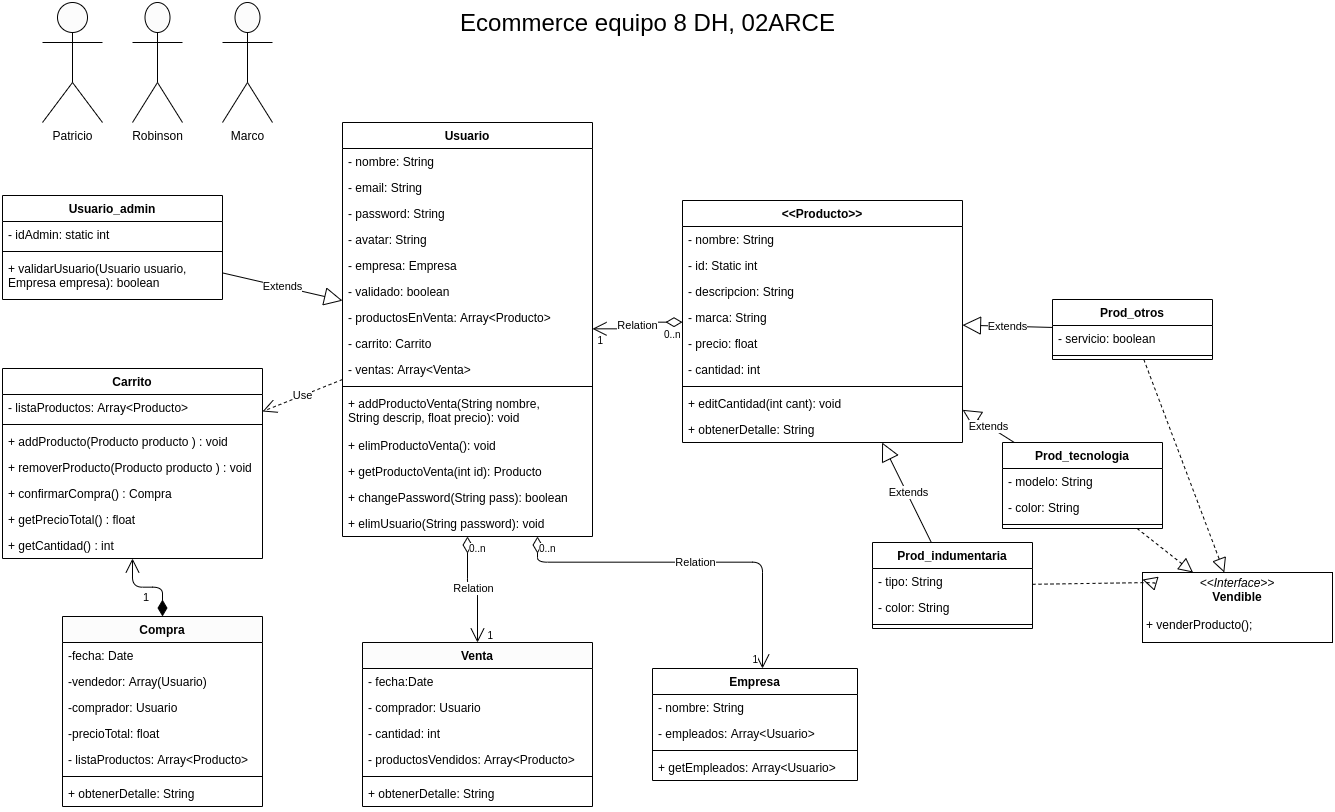 Ecommerce equipo 8 DH, 02ARCE
Patricio
Robinson
Marco
Usuario
- nombre: String
- email: String
- password: String
- avatar: String
- empresa: Empresa
- validado: boolean
- productosEnVenta: Array<Producto>
- carrito: Carrito
- ventas: Array<Venta>
+ addProductoVenta(String nombre,
String descrip, float precio): void
+ elimProductoVenta(): void
+ getProductoVenta(int id): Producto
+ changePassword(String pass): boolean
+ elimUsuario(String password): void
Usuario_admin
- idAdmin: static int
+ validarUsuario(Usuario usuario,
Empresa empresa): boolean
Extends
<<Producto>>
- nombre: String
- id: Static int
- descripcion: String
- marca: String
- precio: float
- cantidad: int
+ editCantidad(int cant): void
+ obtenerDetalle: String
Relation
0..n
1
Extends
Prod_otros
- servicio: boolean
Carrito
- listaProductos: Array<Producto>
+ addProducto(Producto producto ) : void
+ removerProducto(Producto producto ) : void
+ confirmarCompra() : Compra
+ getPrecioTotal() : float
+ getCantidad() : int
Use
Extends
Prod_tecnologia
- modelo: String
- color: String
Extends
Prod_indumentaria
- tipo: String
- color: String
<<Interface>>
Vendible
+ venderProducto();
1
Compra
-fecha: Date
-vendedor: Array(Usuario)
-comprador: Usuario
-precioTotal: float
- listaProductos: Array<Producto>
+ obtenerDetalle: String
0..n
Relation
1
Venta
- fecha:Date
- comprador: Usuario
- cantidad: int
- productosVendidos: Array<Producto>
+ obtenerDetalle: String
0..n
Relation
1
Empresa
- nombre: String
- empleados: Array<Usuario>
+ getEmpleados: Array<Usuario>